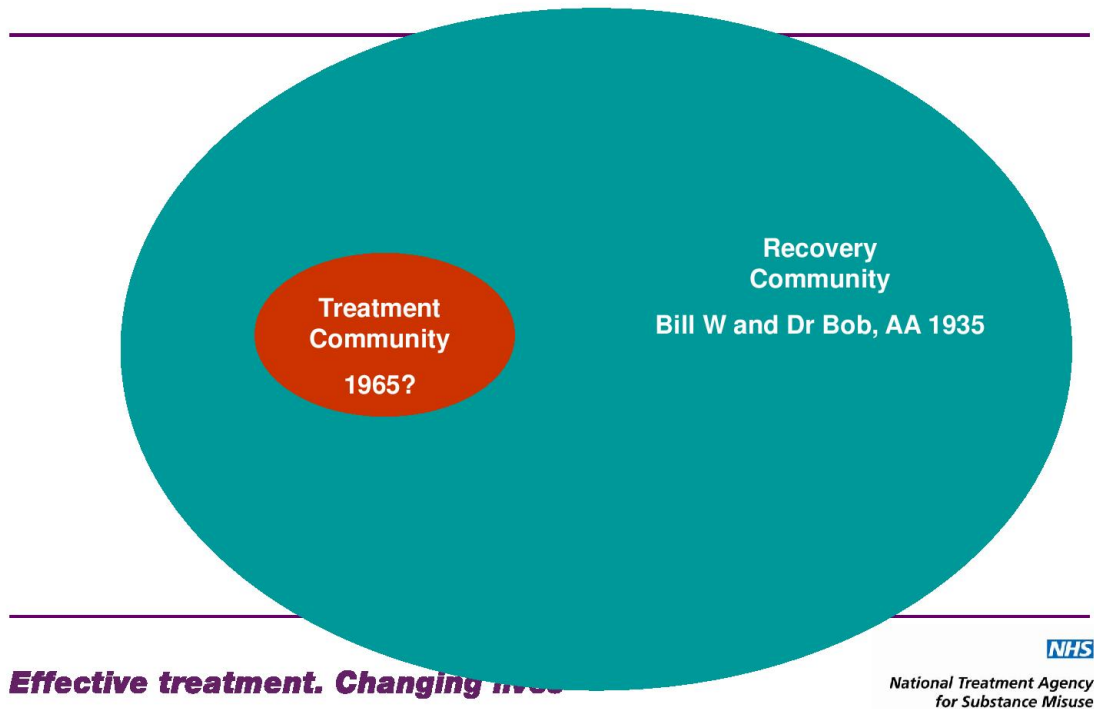 Recovery
Community
Bill W and Dr Bob, AA 1935
Treatment
Community
1965?
Effective treatment. Changing
NHS
National Treatment Agency
for Substance Misuse